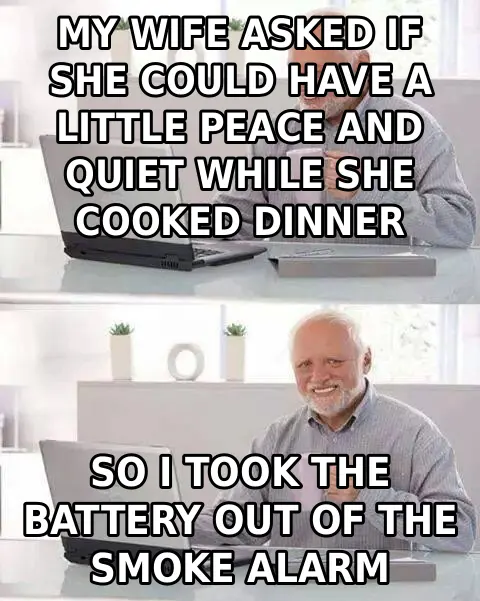 MY WIFE ASKED IF
SHE COULD HAVE A
LITTLE PEACE AND
QUIET WHILE SHE
COOKED DINNER
SO I TOOK THE
BATTERY OUT OF THE
SMOKE ALARM